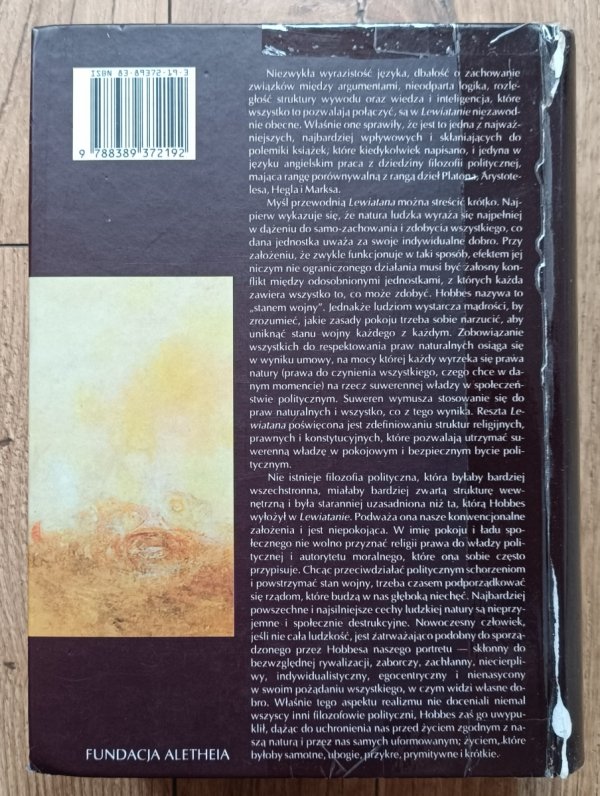 ISBN 83-89372-19-3
9 788389 372192
Niezwykła wyrazistość języka, dbałość o zachowanie
związków między argumentami, nieodparta logika, rozle-
głość struktury wywodu oraz wiedza i inteligencja, które
wszystko to pozwalają połączyć, są w Lewiatanie niezawod-
nie obecne. Właśnie one sprawiły, że jest to jedna z najważ-
niejszych, najbardziej wpływowych i skłaniających do
polemiki książek, które kiedykolwiek napisano, i jedyna w
języku angielskim praca z dziedziny filozofii politycznej,
mająca rangę porównywalną z rangą dzieł Platona, Arystote-
lesa, Hegla i Marksa.
Myśl przewodnią Lewiatana można streścić krótko. Naj-
pierw wykazuje się, że natura ludzka wyraża się najpełniej
w dążeniu do samo-zachowania i zdobycia wszystkiego, co
dana jednostka uważa za swoje indywidualne dobro. Przy
założeniu, że zwykle funkcjonuje w taki sposób, efektem jej
niczym nie ograniczonego działania musi być żałosny kon-
flikt między odosobnionymi jednostkami, z których każda
zawiera wszystko to, co może zdobyć. Hobbes nazywa to
„stanem wojny". Jednakże ludziom wystarcza mądrości, by
zrozumieć, jakie zasady pokoju trzeba sobie narzucić, aby
uniknąć stanu wojny każdego z każdym. Zobowiązanie
wszystkich do respektowania praw naturalnych osiąga się
w wyniku umowy, na mocy której każdy wyrzeka się prawa
natury (prawa do czynienia wszystkiego, czego chce w da-
nym momencie) na rzecz suwerennej władzy w społeczeń-
stwie politycznym. Suweren wymusza stosowanie się do
praw naturalnych i wszystko, co z tego wynika. Reszta Le-
wiatana poświęcona jest zdefiniowaniu struktur religijnych,
prawnych i konstytucyjnych, które pozwalają utrzymać su-
werenną władzę w pokojowym i bezpiecznym bycie poli-
tycznym.
Nie istnieje filozofia polityczna, która byłaby bardziej
wszechstronna, miałaby bardziej zwartą strukturę wew-
nętrzną i była staranniej uzasadniona niż ta, którą Hobbes
wyłożył w Lewiatanie. Podważa ona nasze konwencjonalne
założenia i jest niepokojąca. W imię pokoju i ładu spo-
łecznego nie wolno przyznać religii prawa do władzy poli-
tycznej i autorytetu moralnego, które ona sobie często
przypisuje. Chcąc przeciwdziałać politycznym schorzeniom
i powstrzymać stan wojny, trzeba czasem podporządkować
się rządom, które budzą w nas głęboką niechęć. Najbardziej
powszechne i najsilniejsze cechy ludzkiej natury są nieprzy-
jemne i społecznie destrukcyjne. Nowoczesny człowiek,
jeśli nie cała ludzkość, jest zatrważająco podobny do sporzą-
dzonego przez Hobbesa naszego portretu — skłonny do
bezwzględnej rywalizacji, zaborczy, zachłanny, niecierpli-
wy, indywidualistyczny, egocentryczny i nienasycony
w swoim pożądaniu wszystkiego, w czym widzi własne do-
bro. Właśnie tego aspektu realizmu nie doceniali niemal
wszyscy inni filozofowie polityczni, Hobbes zaś go uwypu-
klił, dążąc do uchronienia nas przed życiem zgodnym z na-
szą naturą i przez nas samych uformowanym; życiem, które
byłoby samotne, ubogie, przykre, prymitywne i krótkie.
FUNDACJA ALETHEIA